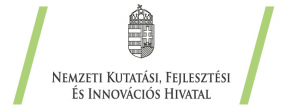 Nemzeti Kutatási, Fejlesztési
És Innovációs Hivatal